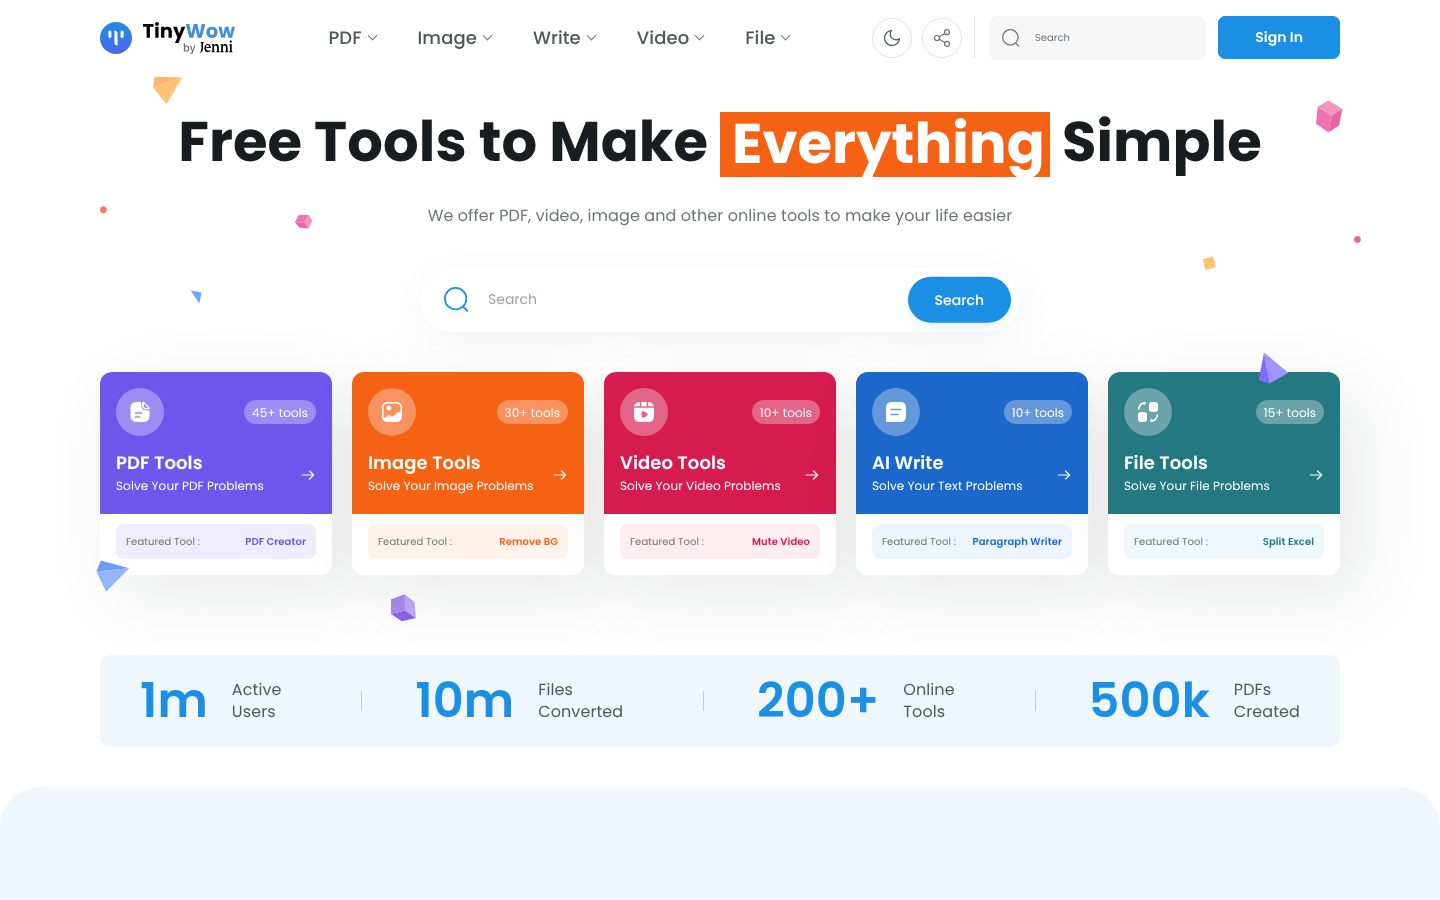 TinyWow
by Jenni
PDF
Image
Write
Video
File
Search
Sign In
Free Tools to Make Everything Simple
We offer PDF, video, image and other online tools to make your life easier
Search
Search
45+ tools
PDF Tools
Solve Your PDF Problems
Featured Tool :
PDF Creator
30+ tools
Image Tools
Solve Your Image Problems
Featured Tool :
Remove BG
10+ tools
Video Tools
Solve Your Video Problems
Featured Tool :
Mute Video
10+ tools
AI Write
Solve Your Text Problems
Featured Tool :
Paragraph Writer
15+ tools
File Tools
Solve Your File Problems
Featured Tool :
Split Excel
1m
Active
Users
10m
Files
Converted
200+
Online
Tools
500k
PDFs
Created